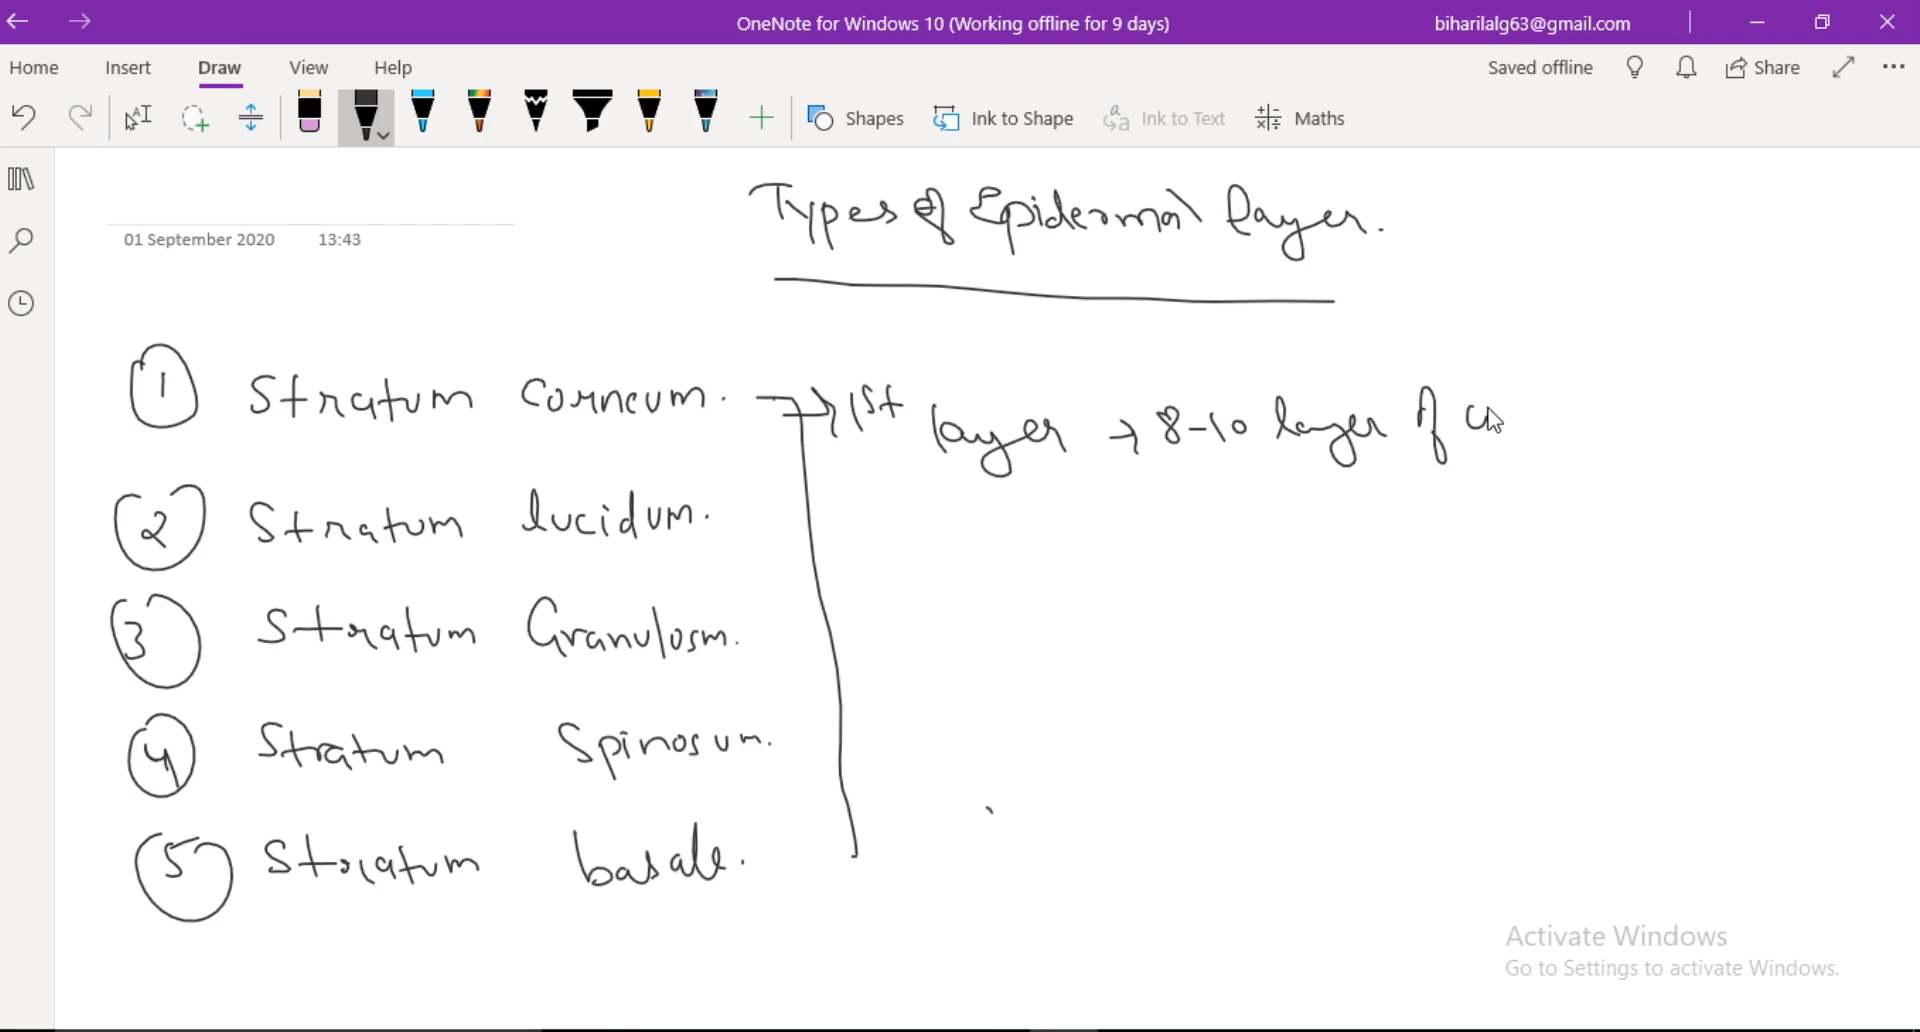 OneNote for Windows 10 (Working offline for 9 days)
biharilalg63@gmail.com
Home Insert Draw View Help
Saved offline Share
Shapes Ink to Shape Ink to Text Maths
Types of Epidermal layer.
01 September 2020 13:43
1 Stratum Corneum. → 1st layer → 8-10 layer of
2 Stratum lucidum.
3 Stratum Granulosm.
4 Stratum Spinosum.
5 Stratum basale.
Activate Windows
Go to Settings to activate Windows.